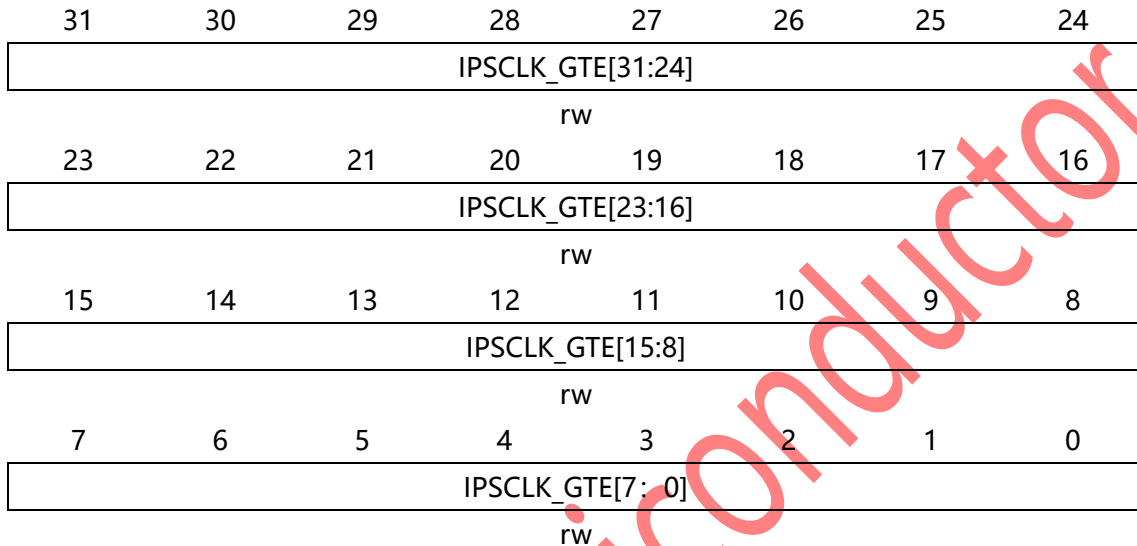 31 30 29 28 27 26 25 24
IPSCLK_GTE[31:24]
rw
23 22 21 20 19 18 17 16
IPSCLK_GTE[23:16]
rw
15 14 13 12 11 10 9 8
IPSCLK_GTE[15:8]
rw
7 6 5 4 3 2 1 0
IPSCLK_GTE[7：0]
rw
iconductor